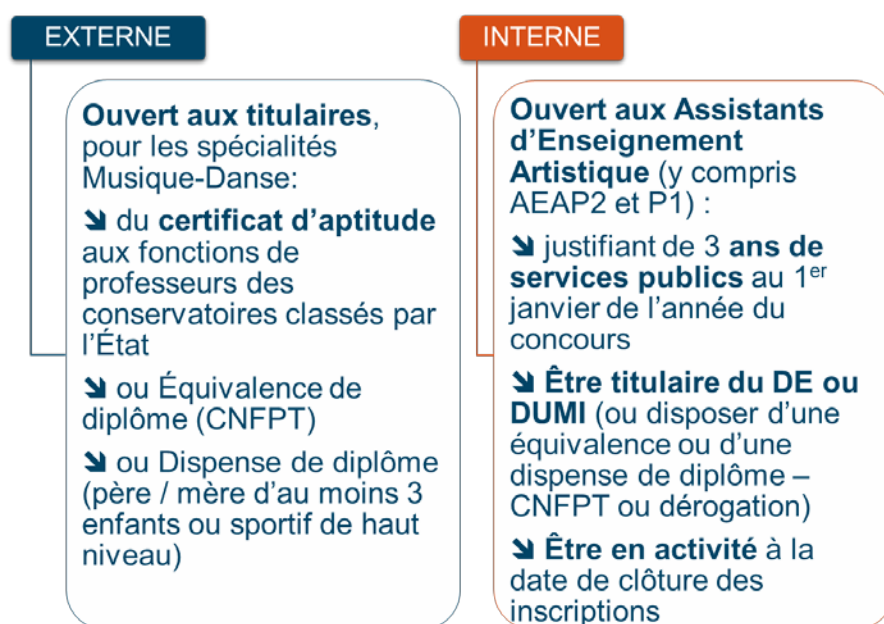 EXTERNE
Ouvert aux titulaires,
pour les spécialités
Musique-Danse:
➘ du certificat d’aptitude
aux fonctions de
professeurs des
conservatoires classés par
l’État
➘ ou Équivalence de
diplôme (CNFPT)
➘ ou Dispense de diplôme
(père / mère d’au moins 3
enfants ou sportif de haut
niveau)
INTERNE
Ouvert aux Assistants
d’Enseignement
Artistique (y compris
AEAP2 et P1) :
➘ justifiant de 3 ans de
services publics au 1er
janvier de l’année du
concours
➘ Être titulaire du DE ou
DUMI (ou disposer d’une
équivalence ou d’une
dispense de diplôme –
CNFPT ou dérogation)
➘ Être en activité à la
date de clôture des
inscriptions